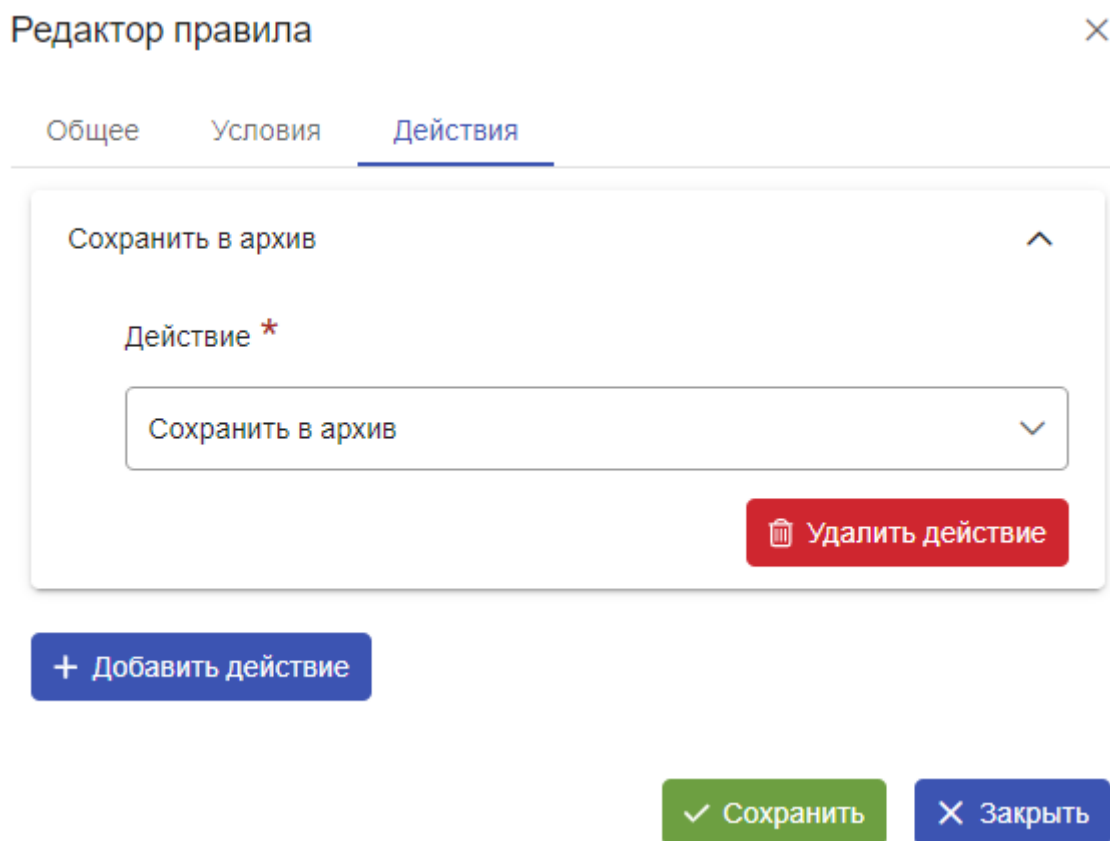 Редактор правила
Общее Условия Действия
Сохранить в архив
Действие *
Сохранить в архив
Удалить действие
+ Добавить действие
Сохранить Закрыть